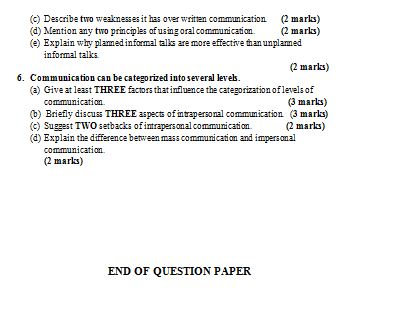 (c) Describe two weaknesses it has over written communication. (2 marks)
(d) Mention any two principles of using oral communication. (2 marks)
(e) Explain why planned informal talks are more effective than unplanned
informal talks.
(2 marks)
6. Communication can be categorized into several levels.
(a) Give at least THREE factors that influence the categorization of levels of
communication. (3 marks)
(b) Briefly discuss THREE aspects of intrapersonal communication. (3 marks)
(c) Suggest TWO setbacks of intrapersonal communication. (2 marks)
(d) Explain the difference between mass communication and impersonal
communication.
(2 marks)
END OF QUESTION PAPER